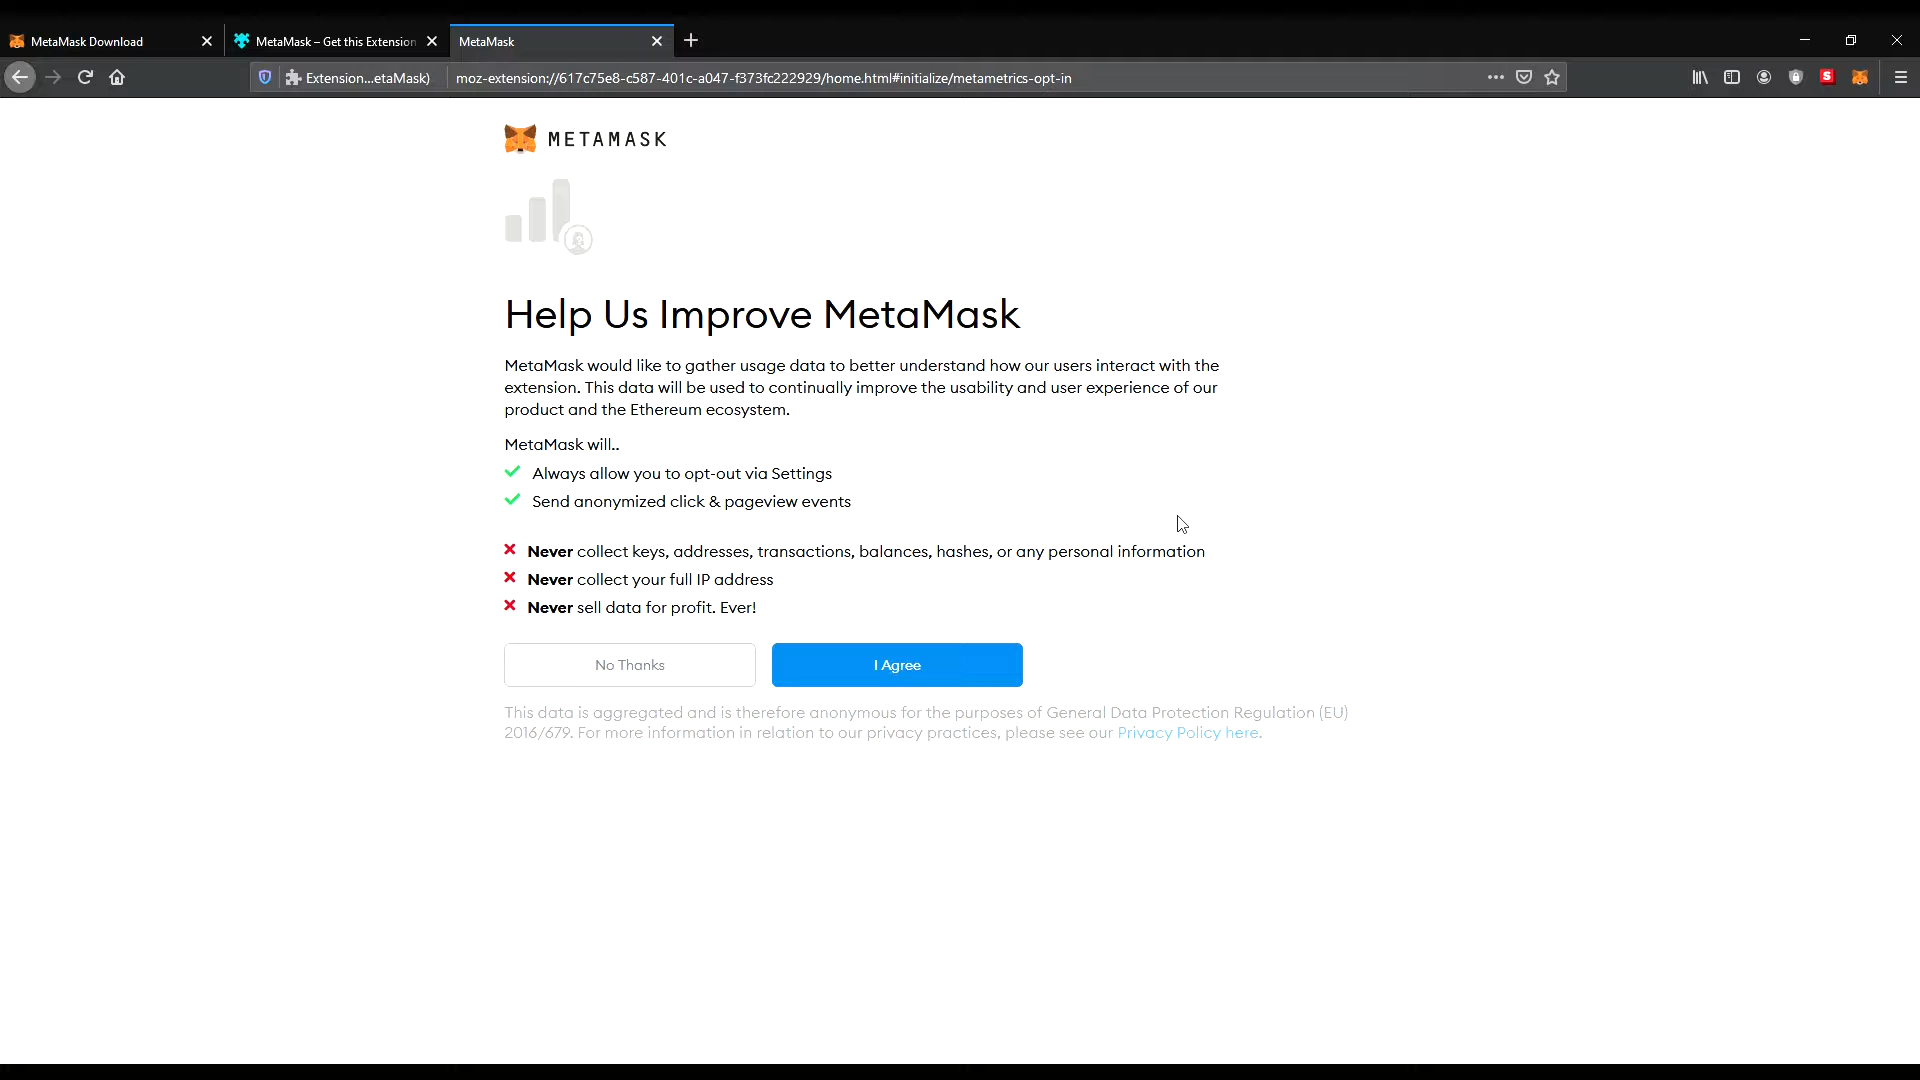 MetaMask Download
MetaMask – Get this Extension
MetaMask
Extension...etaMask)
moz-extension://617c75e8-c587-401c-a047-f373fc222929/home.html#initialize/metametrics-opt-in
METAMASK
Help Us Improve MetaMask
MetaMask would like to gather usage data to better understand how our users interact with the
extension. This data will be used to continually improve the usability and user experience of our
product and the Ethereum ecosystem.
MetaMask will..
Always allow you to opt-out via Settings
Send anonymized click & pageview events
Never collect keys, addresses, transactions, balances, hashes, or any personal information
Never collect your full IP address
Never sell data for profit. Ever!
No Thanks
I Agree
This data is aggregated and is therefore anonymous for the purposes of General Data Protection Regulation (EU)
2016/679. For more information in relation to our privacy practices, please see our Privacy Policy here.